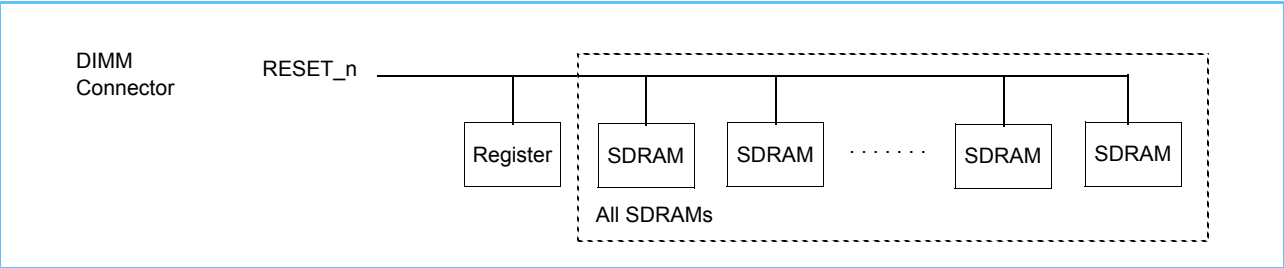 DIMM
Connector
RESET_n
Register
SDRAM
SDRAM
.......
SDRAM
SDRAM
All SDRAMs